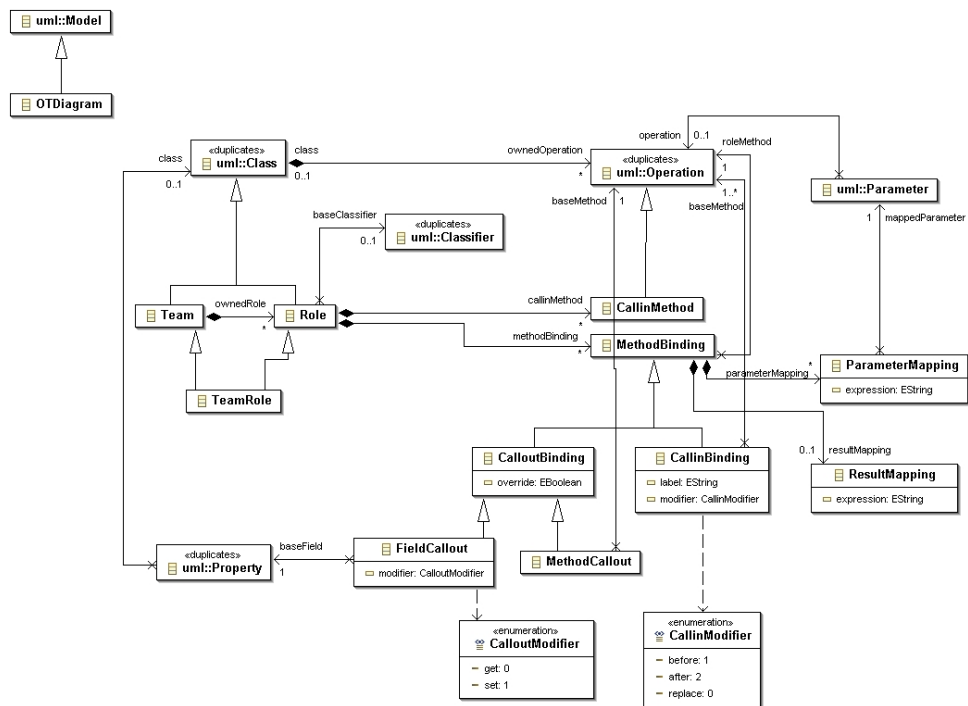 uml::Model
OTDiagram
operation
0..1
roleMethod
«duplicates»
uml::Class
class
0..1
class
0..1
ownedOperation
*
«duplicates»
uml::Operation
1
1..*
baseMethod
1
baseMethod
uml::Parameter
1
mappedParameter
baseClassifier
0..1
«duplicates»
uml::Classifier
Team
ownedRole
*
Role
callinMethod
*
CallinMethod
methodBinding
*
MethodBinding
parameterMapping
*
ParameterMapping
expression: EString
TeamRole
CalloutBinding
override: EBoolean
CallinBinding
label: EString
modifier: CallinModifier
0..1
resultMapping
ResultMapping
expression: EString
«duplicates»
uml::Property
baseField
1
FieldCallout
modifier: CalloutModifier
MethodCallout
«enumeration»
CalloutModifier
get: 0
set: 1
«enumeration»
CallinModifier
before: 1
after: 2
replace: 0